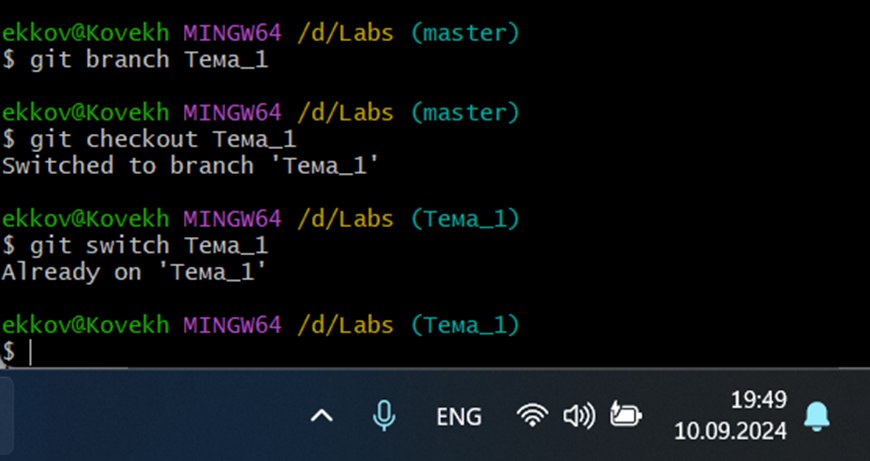 ekkov@Kovekh MINGW64 /d/Labs (master)
$ git branch Тема_1
ekkov@Kovekh MINGW64 /d/Labs (master)
$ git checkout Тема_1
Switched to branch 'Тема_1'
ekkov@Kovekh MINGW64 /d/Labs (Тема_1)
$ git switch Тема_1
Already on 'Тема_1'
ekkov@Kovekh MINGW64 /d/Labs (Тема_1)
$
ENG
19:49
10.09.2024